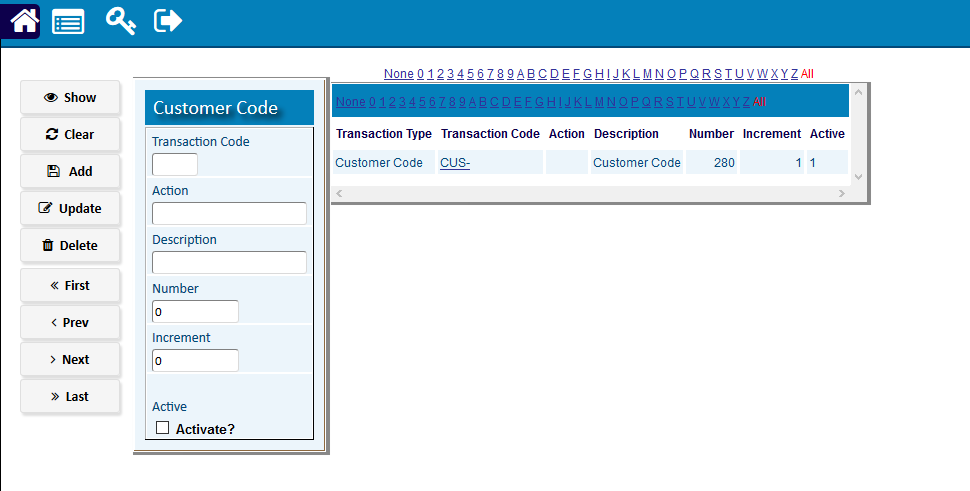 Show
Clear
Add
Update
Delete
First
Prev
Next
Last
Customer Code
Transaction Code
Action
Description
Number
0
Increment
0
Active
Activate?
None 0 1 2 3 4 5 6 7 8 9 A B C D E F G H I J K L M N O P Q R S T U V W X Y Z All
None 0 1 2 3 4 5 6 7 8 9 A B C D E F G H I J K L M N O P Q R S T U V W X Y Z All
Transaction Type Transaction Code Action Description Number Increment Active
Customer Code CUS- Customer Code 280 1 1